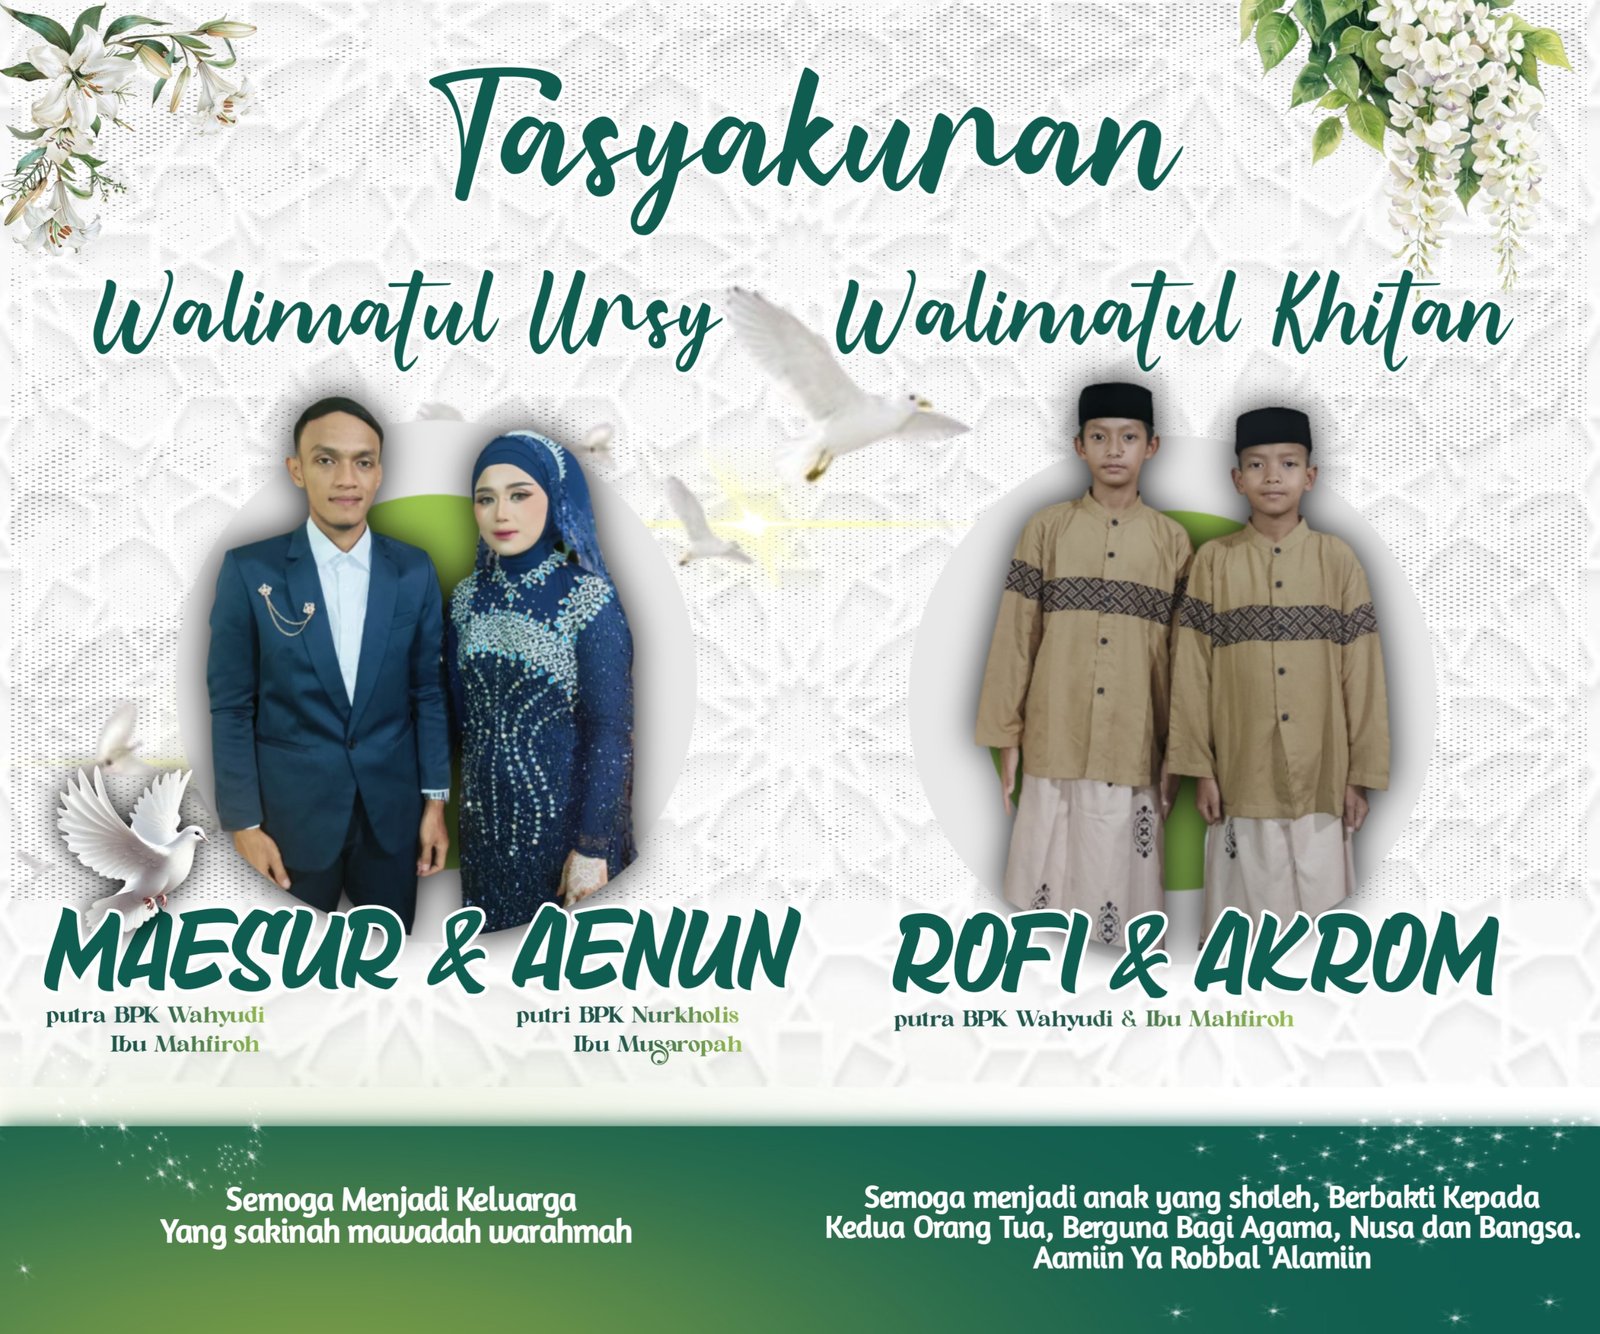 Tasyakuran
Walimatul Ursy
Walimatul Khitan
MAESUR & AENUN
putra BPK Wahyudi
Ibu Mahfiroh
putri BPK Nurkholis
Ibu Musaropah
ROFI & AKROM
putra BPK Wahyudi & Ibu Mahfiroh
Semoga Menjadi Keluarga
Yang sakinah mawadah warahmah
Semoga menjadi anak yang sholeh, Berbakti Kepada
Kedua Orang Tua, Berguna Bagi Agama, Nusa dan Bangsa.
Aamiin Ya Robbal 'Alamiin